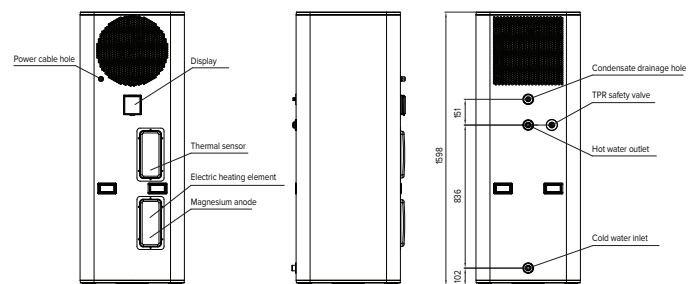 Power cable hole
Display
Thermal sensor
Electric heating element
Magnesium anode
1598
151
836
102
Condensate drainage hole
TPR safety valve
Hot water outlet
Cold water inlet